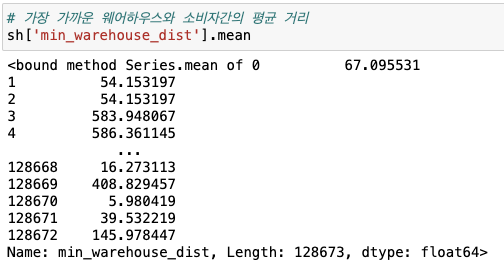 # 가장 가까운 웨어하우스와 소비자간의 평균 거리
sh['min_warehouse_dist'].mean
<bound method Series.mean of 0         67.095531
1         54.153197
2         54.153197
3        583.948067
4        586.361145
...
128668    16.273113
128669   408.829457
128670     5.980419
128671    39.532219
128672   145.978447
Name: min_warehouse_dist, Length: 128673, dtype: float64>